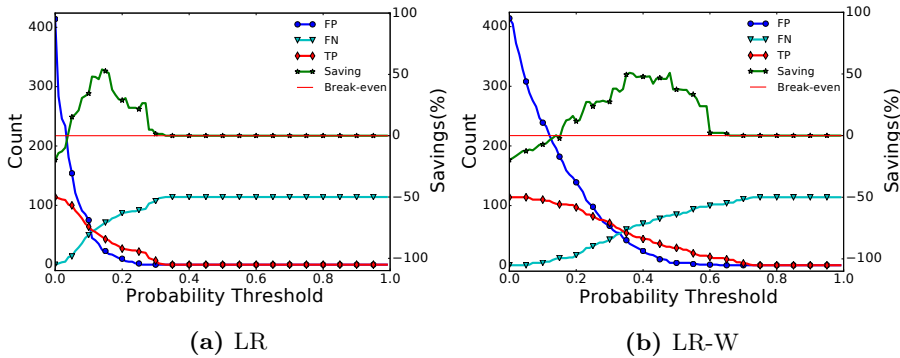 400
300
200
100
0
Count
0.0 0.2 0.4 0.6 0.8 1.0
Probability Threshold
100
50
0
−50
−100
Savings(%)
FP
FN
TP
Saving
Break-even
(a) LR
400
300
200
100
0
Count
0.0 0.2 0.4 0.6 0.8 1.0
Probability Threshold
100
50
0
−50
−100
Savings(%)
FP
FN
TP
Saving
Break-even
(b) LR-W